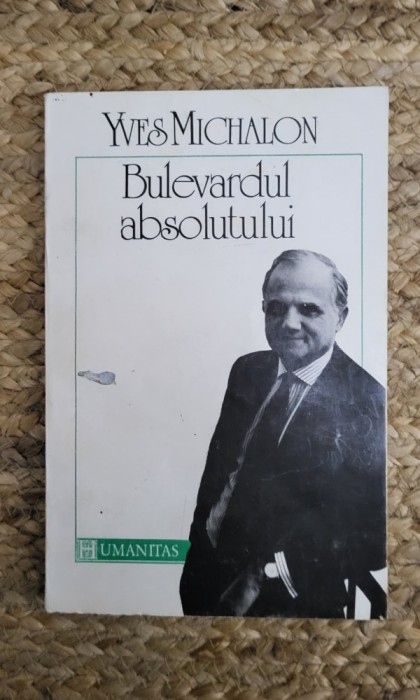 YVES MICHALON
Bulevardul
absolutului
HUMANITAS